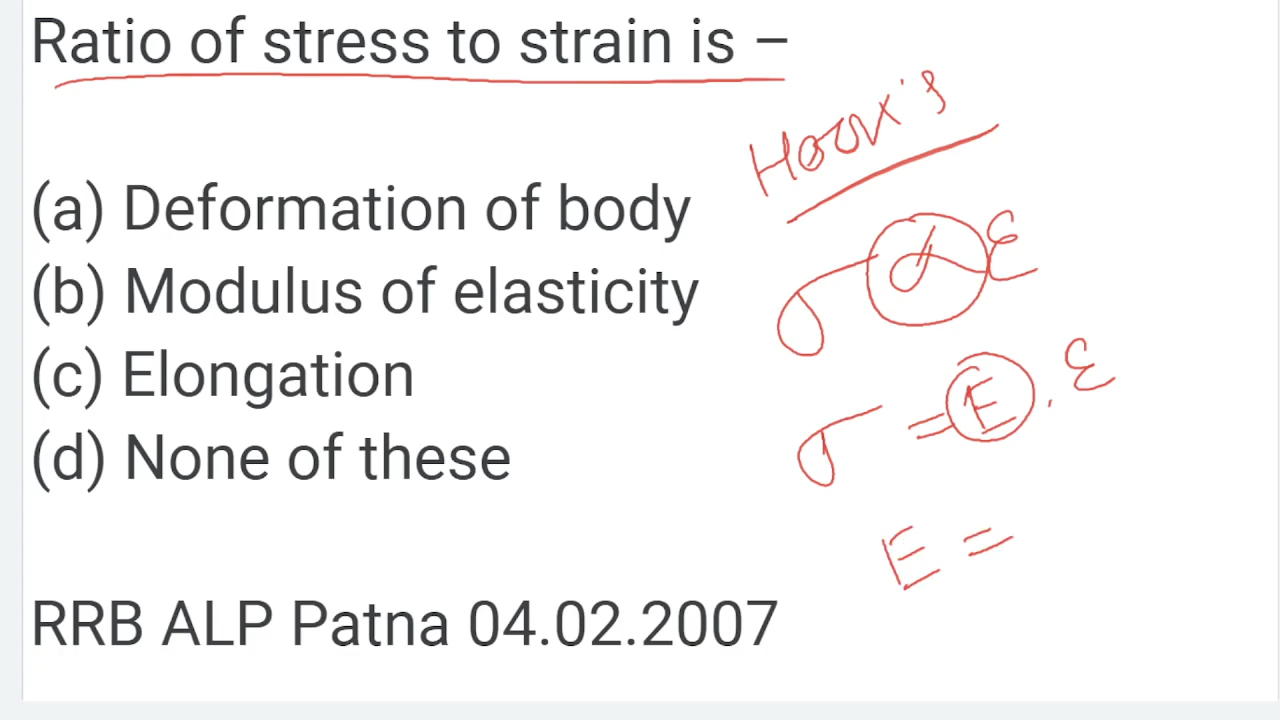 Ratio of stress to strain is –
Hook's
(a) Deformation of body
σ ∝ ε
(b) Modulus of elasticity
(c) Elongation
σ = E . ε
(d) None of these
E =
RRB ALP Patna 04.02.2007